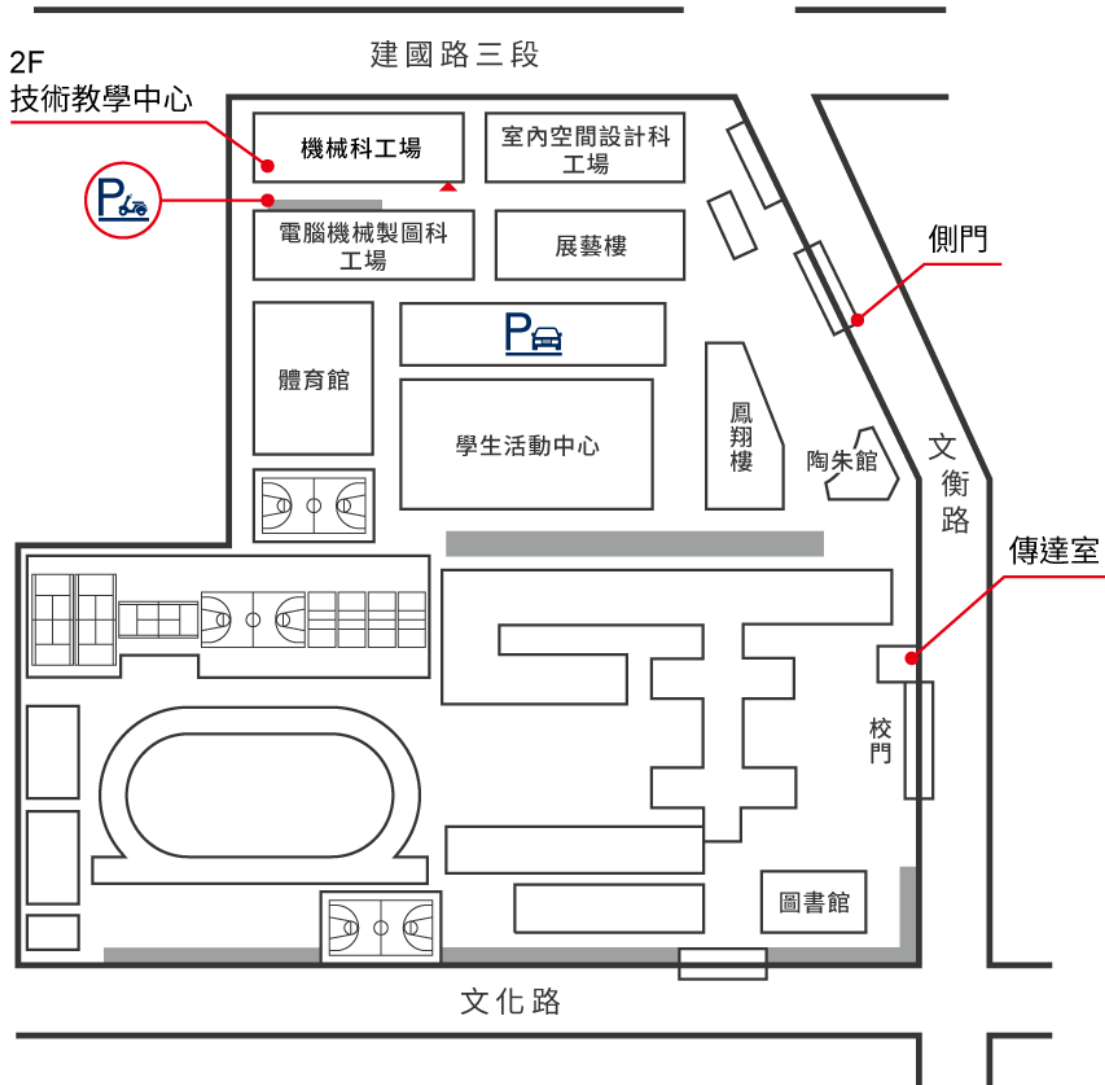 建國路三段
2F
技術教學中心
機械科工場
室內空間設計科
工場
P
電腦機械製圖科
工場
展藝樓
側門
P
體育館
學生活動中心
鳳翔樓
陶朱館
文衡路
傳達室
校門
圖書館
文化路